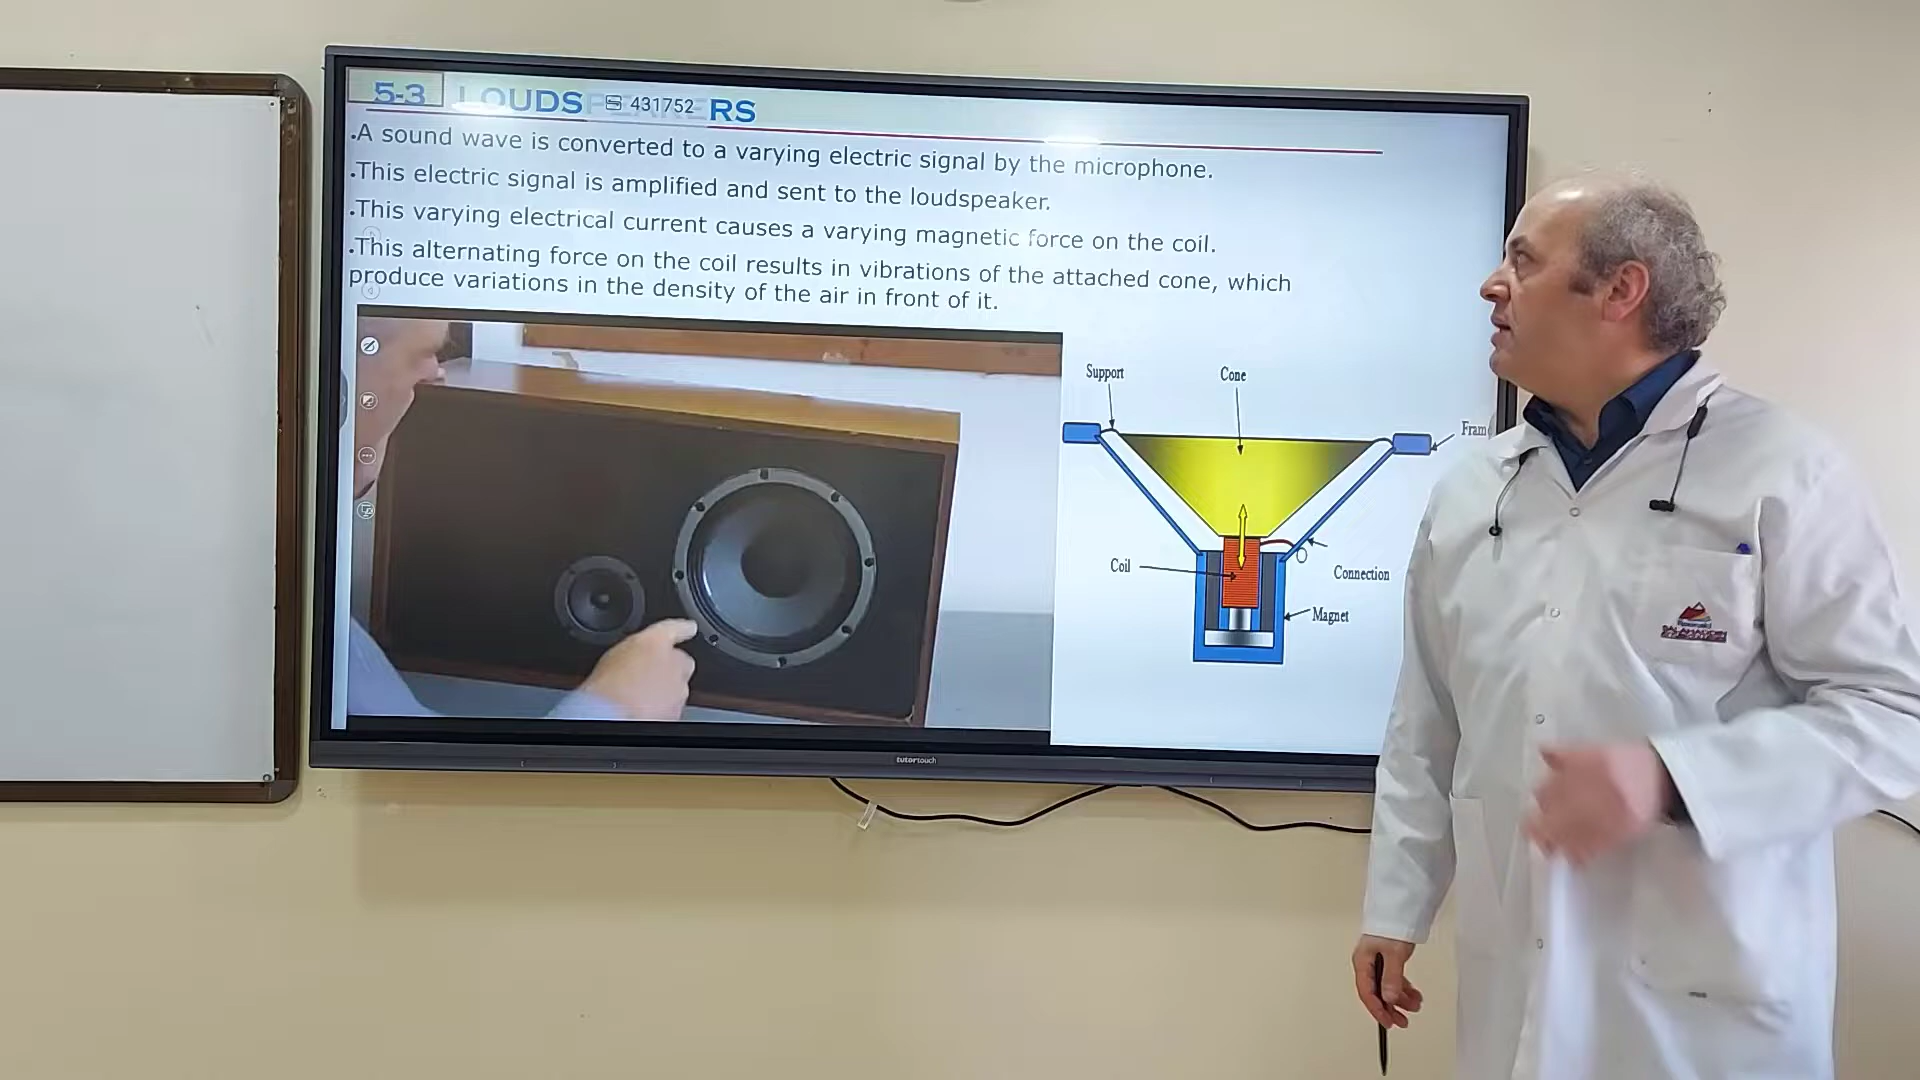 5-3 LOUDSPEAKERS
431752
.A sound wave is converted to a varying electric signal by the microphone.
.This electric signal is amplified and sent to the loudspeaker.
.This varying electrical current causes a varying magnetic force on the coil.
.This alternating force on the coil results in vibrations of the attached cone, which
produce variations in the density of the air in front of it.
Support
Cone
Fram
Coil
Connection
Magnet
tutortouch